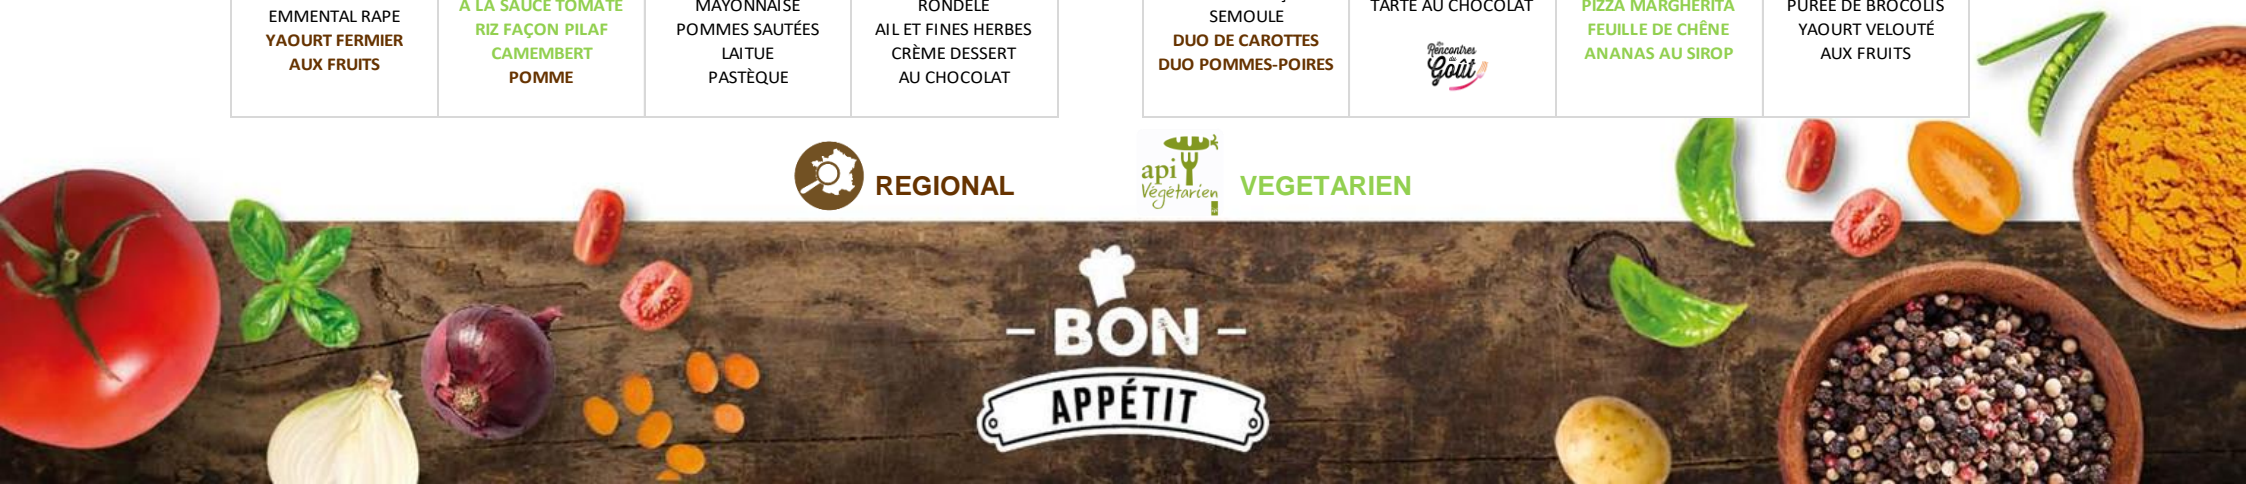 EMMENTAL RAPE
YAOURT FERMIER
AUX FRUITS
A LA SAUCE TOMATE
RIZ FAÇON PILAF
CAMEMBERT
POMME
MAYONNAISE
POMMES SAUTÉES
LAITUE
PASTÈQUE
RONDELE
AIL ET FINES HERBES
CRÈME DESSERT
AU CHOCOLAT
SEMOULE
DUO DE CAROTTES
DUO POMMES-POIRES
TARTE AU CHOCOLAT
Rencontres
du
Goût
PIZZA MARGHERITA
FEUILLE DE CHÊNE
ANANAS AU SIROP
PUREE DE BROCOLIS
YAOURT VELOUTÉ
AUX FRUITS
REGIONAL
api
Végétarien
VEGETARIEN
- BON -
APPÉTIT